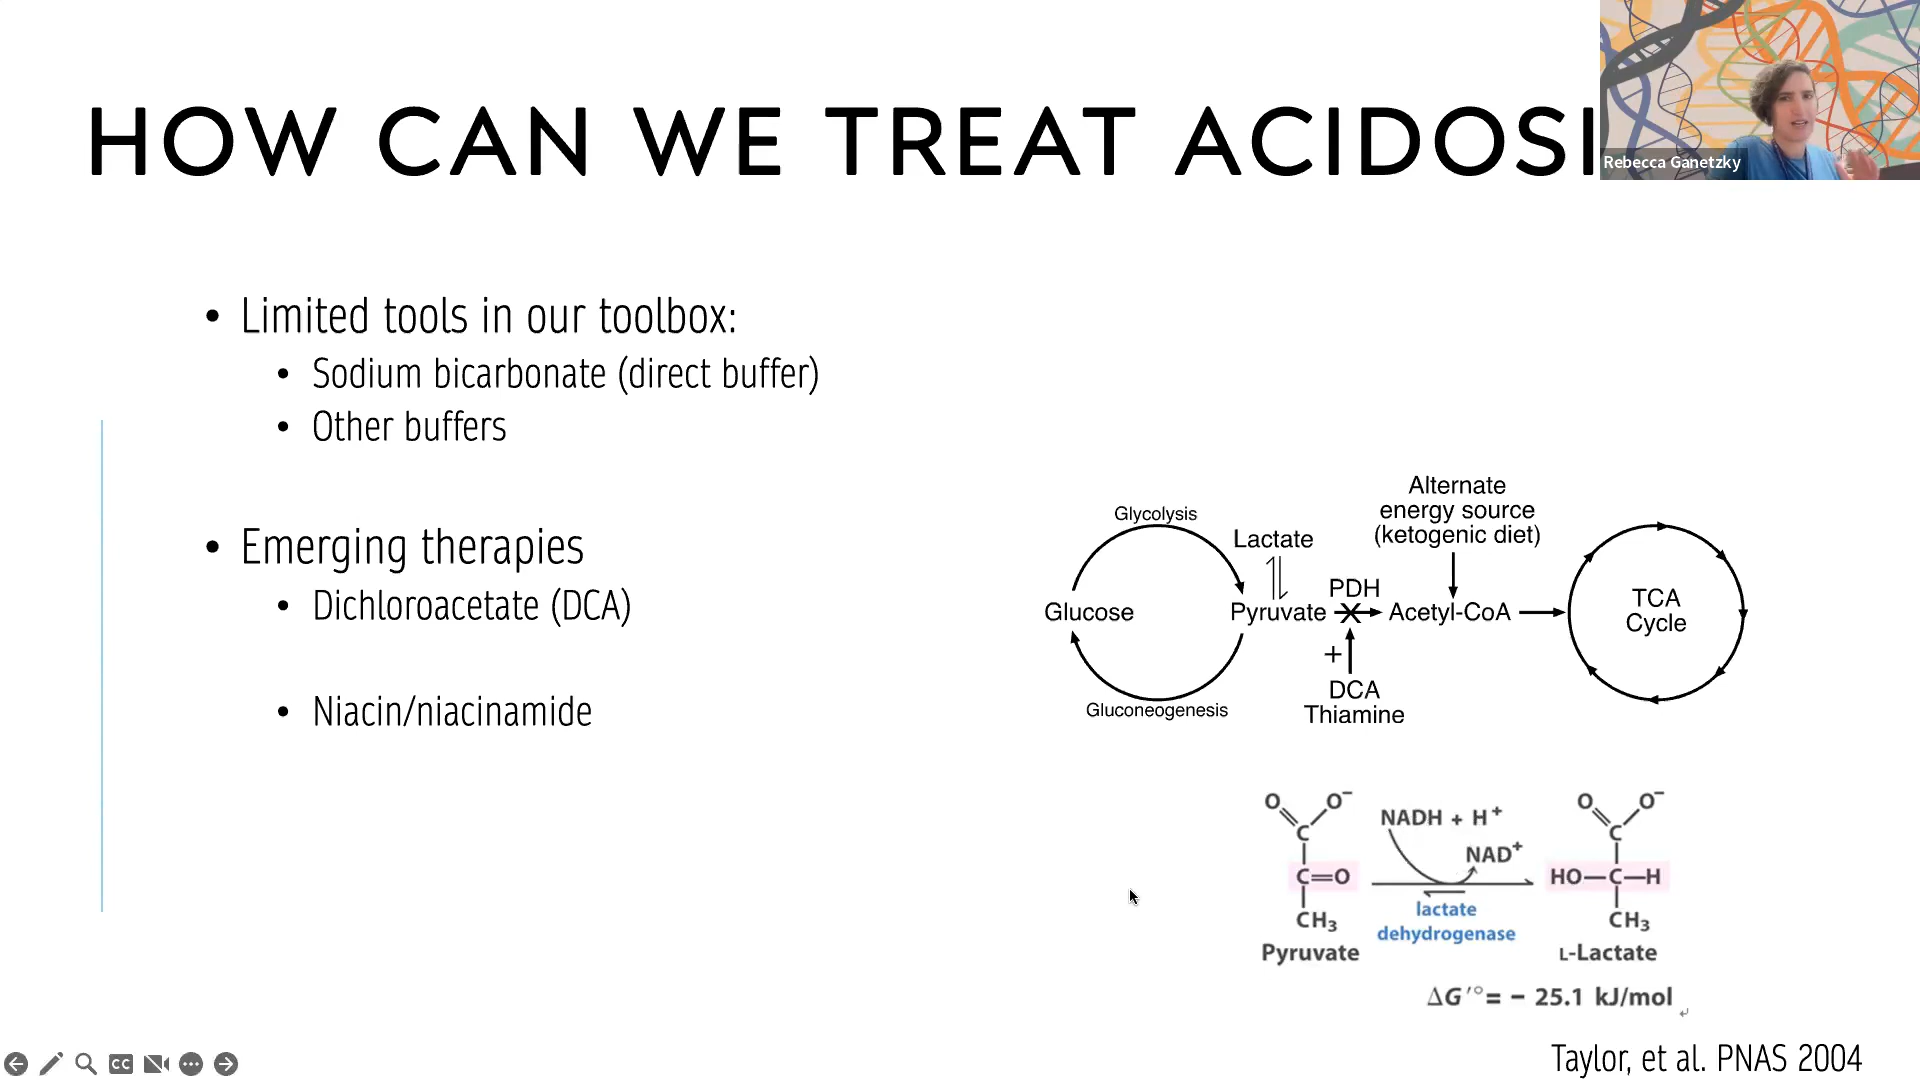 HOW CAN WE TREAT ACIDOSI
Rebecca Ganetzky
• Limited tools in our toolbox:
• Sodium bicarbonate (direct buffer)
• Other buffers
• Emerging therapies
• Dichloroacetate (DCA)
• Niacin/niacinamide
Alternate
energy source
(ketogenic diet)
Glycolysis
Lactate
PDH
Glucose
Pyruvate
Acetyl-CoA
TCA
Cycle
+
DCA
Thiamine
Gluconeogenesis
O O⁻
C
C=O
CH₃
Pyruvate
NADH + H⁺
NAD⁺
lactate
dehydrogenase
O O⁻
C
HO—C—H
CH₃
L-Lactate
ΔG′° = − 25.1 kJ/mol
Taylor, et al. PNAS 2004
CC